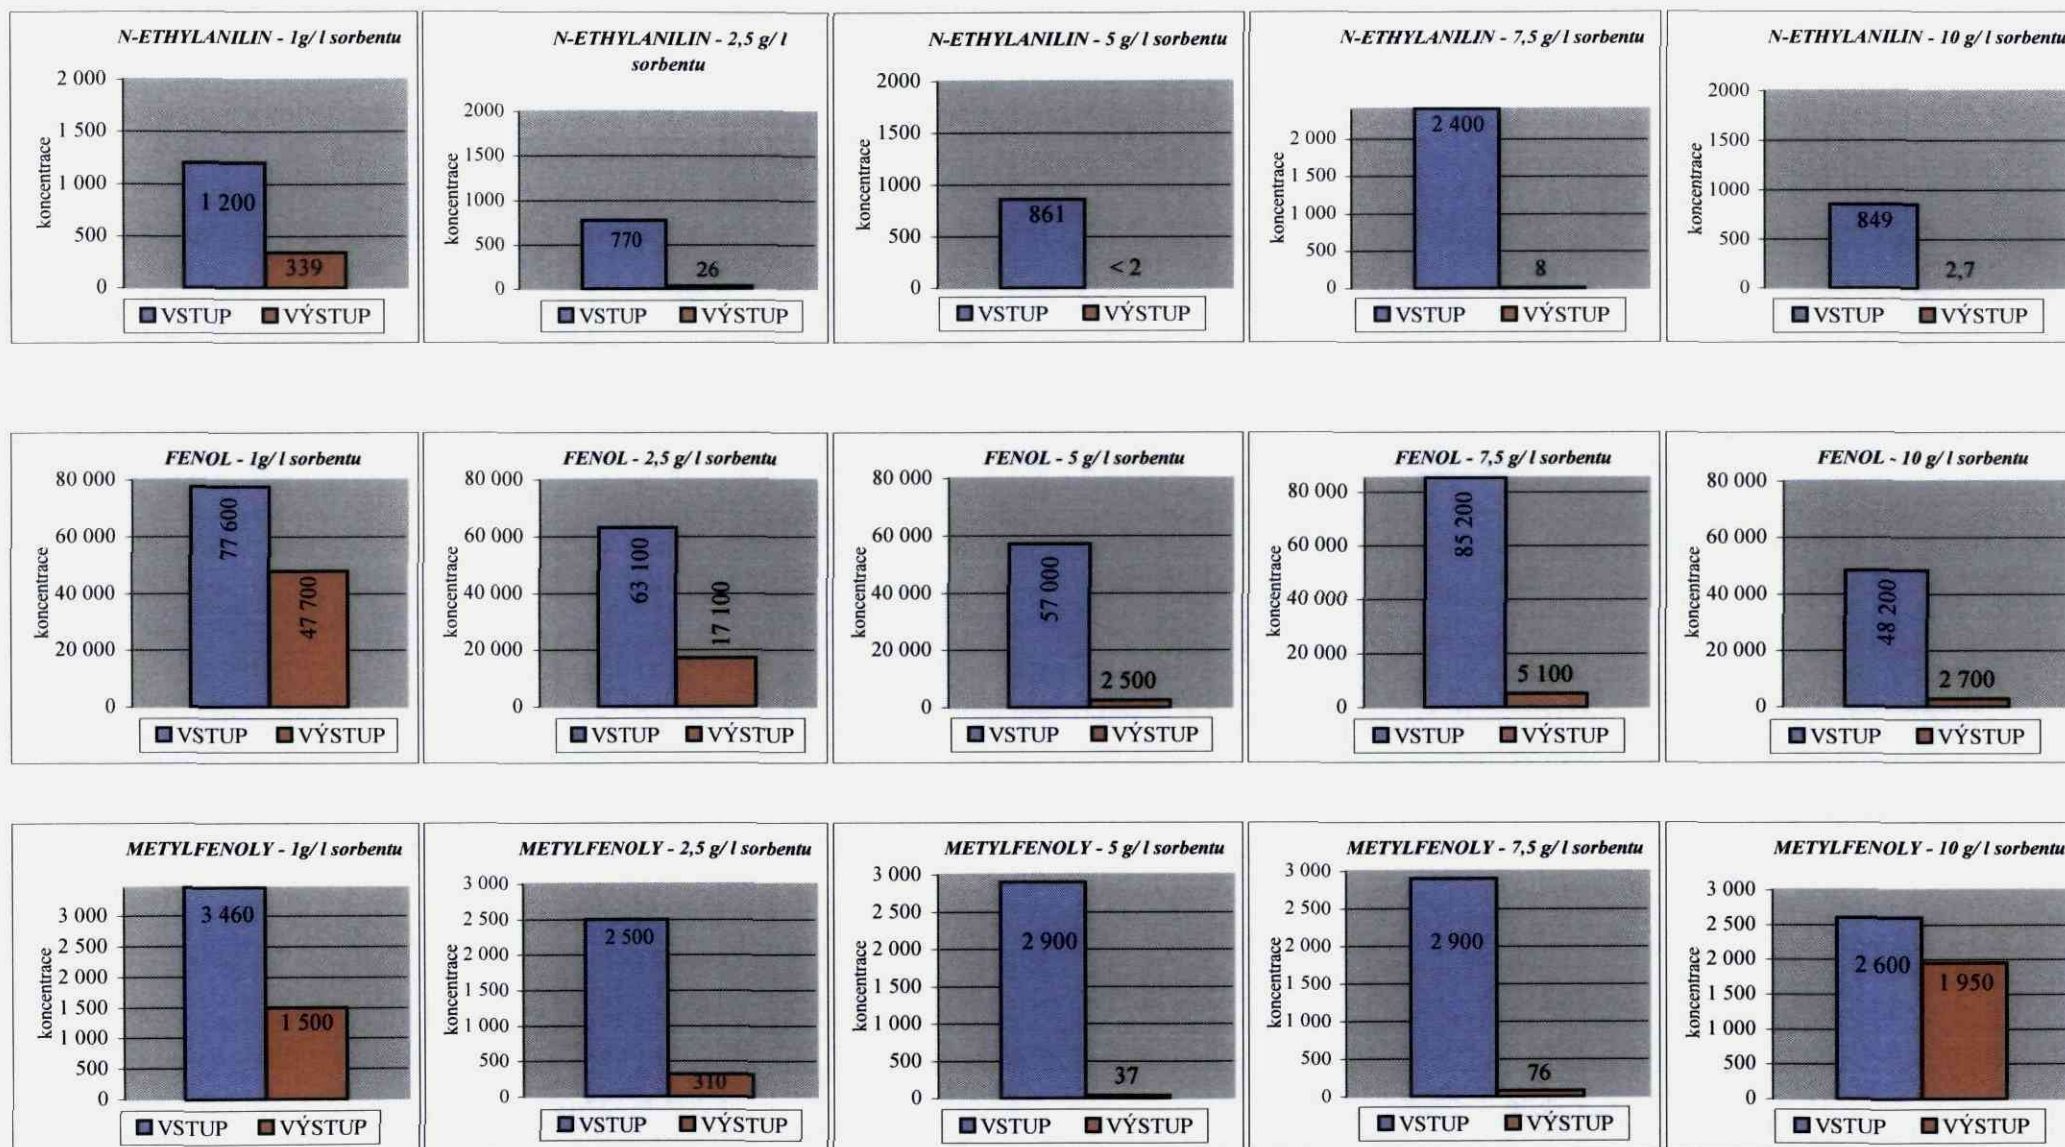 N-ETHYLANILIN - 1g/ l sorbentu
2 000
1 500
1 000
500
0
koncentrace
1 200
339
VSTUP VÝSTUP
N-ETHYLANILIN - 2,5 g/ l
sorbentu
2000
1500
1000
500
0
koncentrace
770
26
VSTUP VÝSTUP
N-ETHYLANILIN - 5 g/ l sorbentu
2000
1500
1000
500
0
koncentrace
861
< 2
VSTUP VÝSTUP
N-ETHYLANILIN - 7,5 g/ l sorbentu
2 000
1 500
1 000
500
0
koncentrace
2 400
8
VSTUP VÝSTUP
N-ETHYLANILIN - 10 g/ l sorbentu
2000
1500
1000
500
0
koncentrace
849
2,7
VSTUP VÝSTUP
FENOL - 1g/ l sorbentu
80 000
60 000
40 000
20 000
0
koncentrace
77 600
47 700
VSTUP VÝSTUP
FENOL - 2,5 g/ l sorbentu
80 000
60 000
40 000
20 000
0
koncentrace
63 100
17 100
VSTUP VÝSTUP
FENOL - 5 g/ l sorbentu
80 000
60 000
40 000
20 000
0
koncentrace
57 000
2 500
VSTUP VÝSTUP
FENOL - 7,5 g/ l sorbentu
80 000
60 000
40 000
20 000
0
koncentrace
85 200
5 100
VSTUP VÝSTUP
FENOL - 10 g/ l sorbentu
80 000
60 000
40 000
20 000
0
koncentrace
48 200
2 700
VSTUP VÝSTUP
METYLFENOLY - 1g/ l sorbentu
3 000
2 500
2 000
1 500
1 000
500
0
koncentrace
3 460
1 500
VSTUP VÝSTUP
METYLFENOLY - 2,5 g/ l sorbentu
3 000
2 500
2 000
1 500
1 000
500
0
koncentrace
2 500
310
VSTUP VÝSTUP
METYLFENOLY - 5 g/ l sorbentu
3 000
2 500
2 000
1 500
1 000
500
0
koncentrace
2 900
37
VSTUP VÝSTUP
METYLFENOLY - 7,5 g/ l sorbentu
3 000
2 500
2 000
1 500
1 000
500
0
koncentrace
2 900
76
VSTUP VÝSTUP
METYLFENOLY - 10 g/ l sorbentu
3 000
2 500
2 000
1 500
1 000
500
0
koncentrace
2 600
1 950
VSTUP VÝSTUP